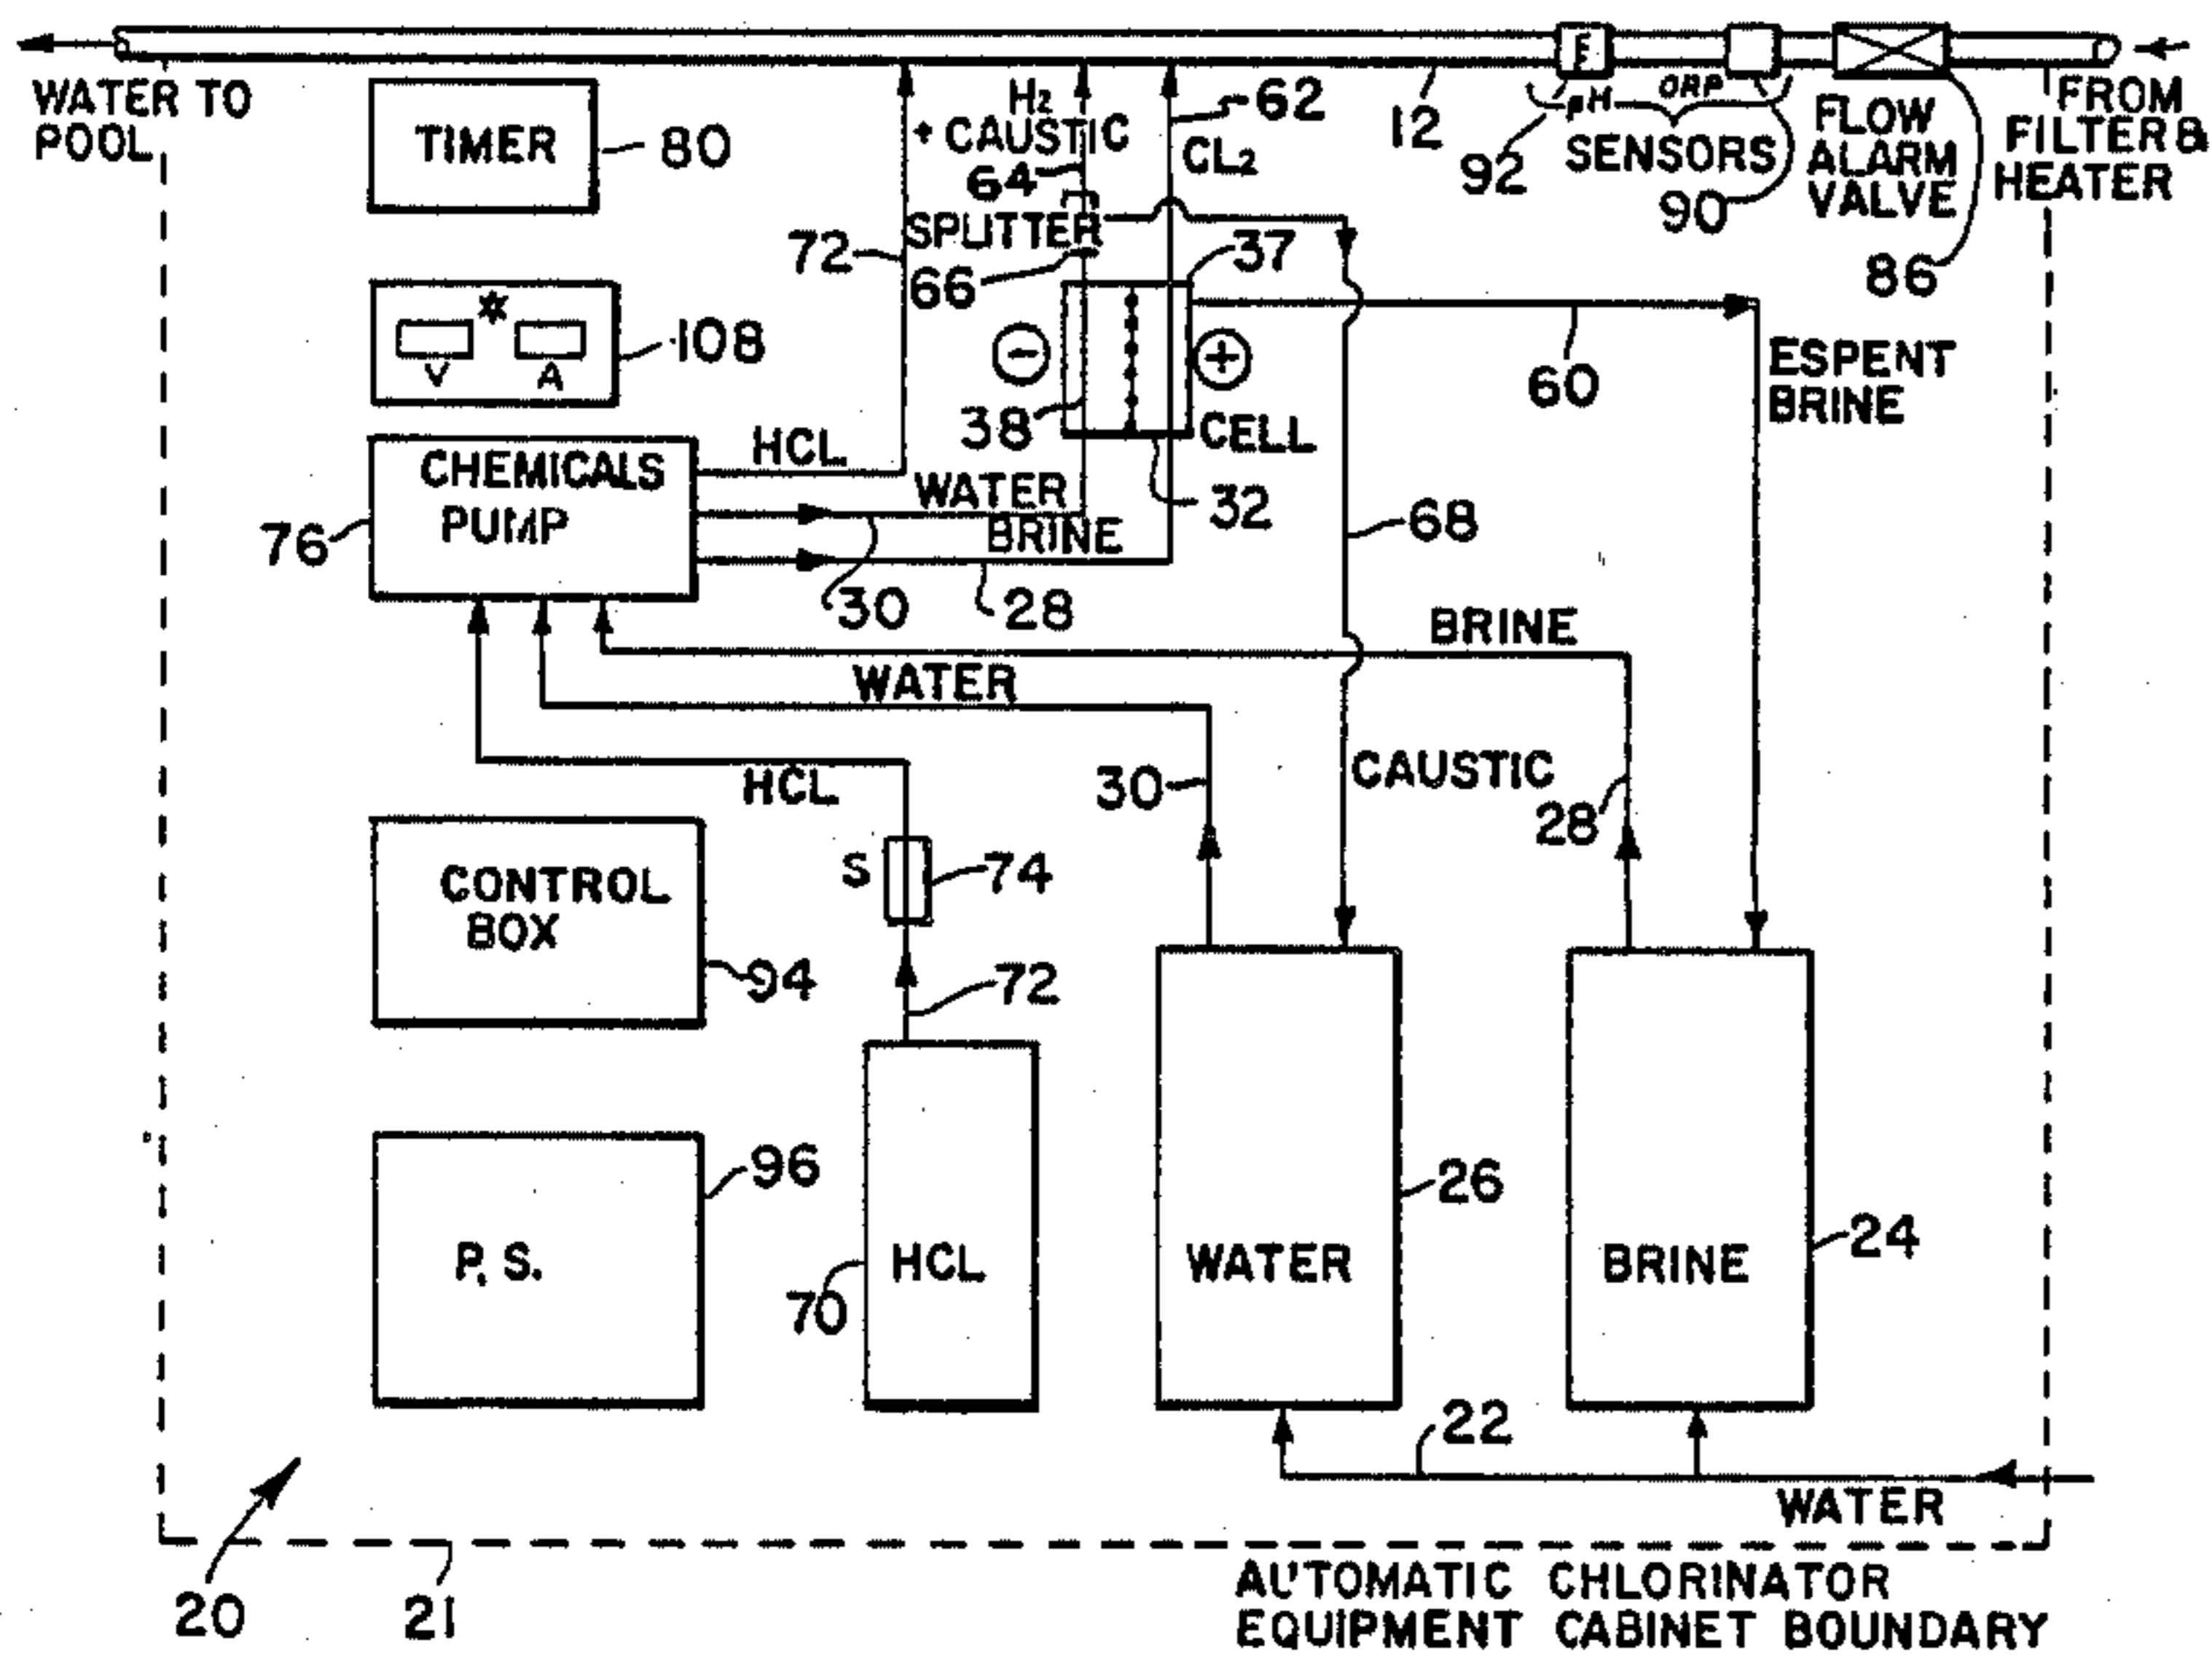 WATER TO
POOL
TIMER
80
H2
+ CAUSTIC
64
62
CL2
12
92
pH
ORP
SENSORS
90
FLOW
ALARM
VALVE
86
FROM
FILTER &
HEATER
72
SPLITTER
66
37
*
V
A
108
−
+
38
CELL
32
60
ESPENT
BRINE
CHEMICALS
PUMP
76
HCL
WATER
BRINE
30
28
68
BRINE
WATER
HCL
30
CAUSTIC
28
CONTROL
BOX
94
S
74
72
P.S.
96
HCL
70
WATER
26
BRINE
24
22
WATER
20
21
AUTOMATIC CHLORINATOR
EQUIPMENT CABINET BOUNDARY